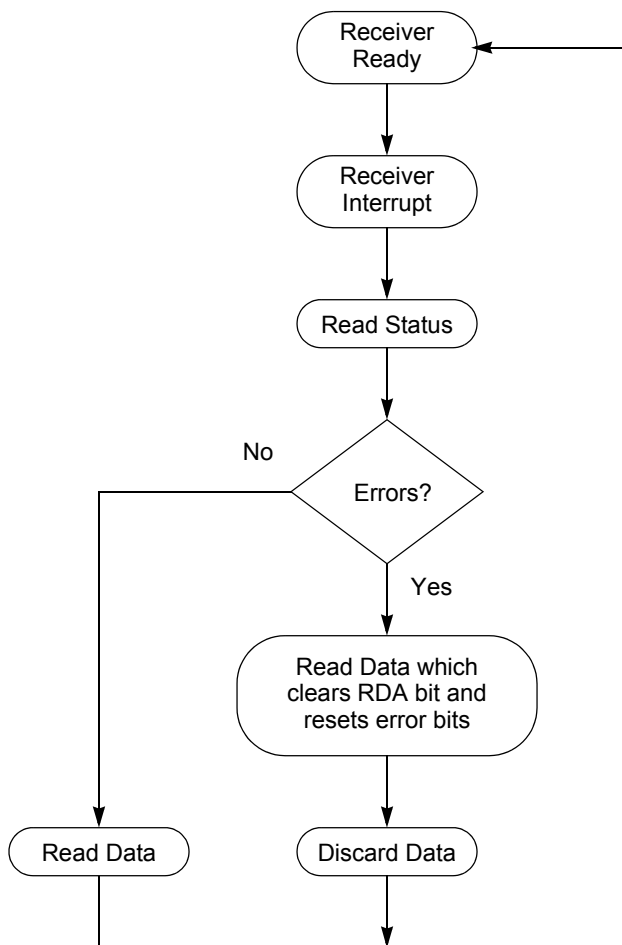 Receiver
Ready
Receiver
Interrupt
Read Status
No
Errors?
Yes
Read Data which
clears RDA bit and
resets error bits
Read Data
Discard Data